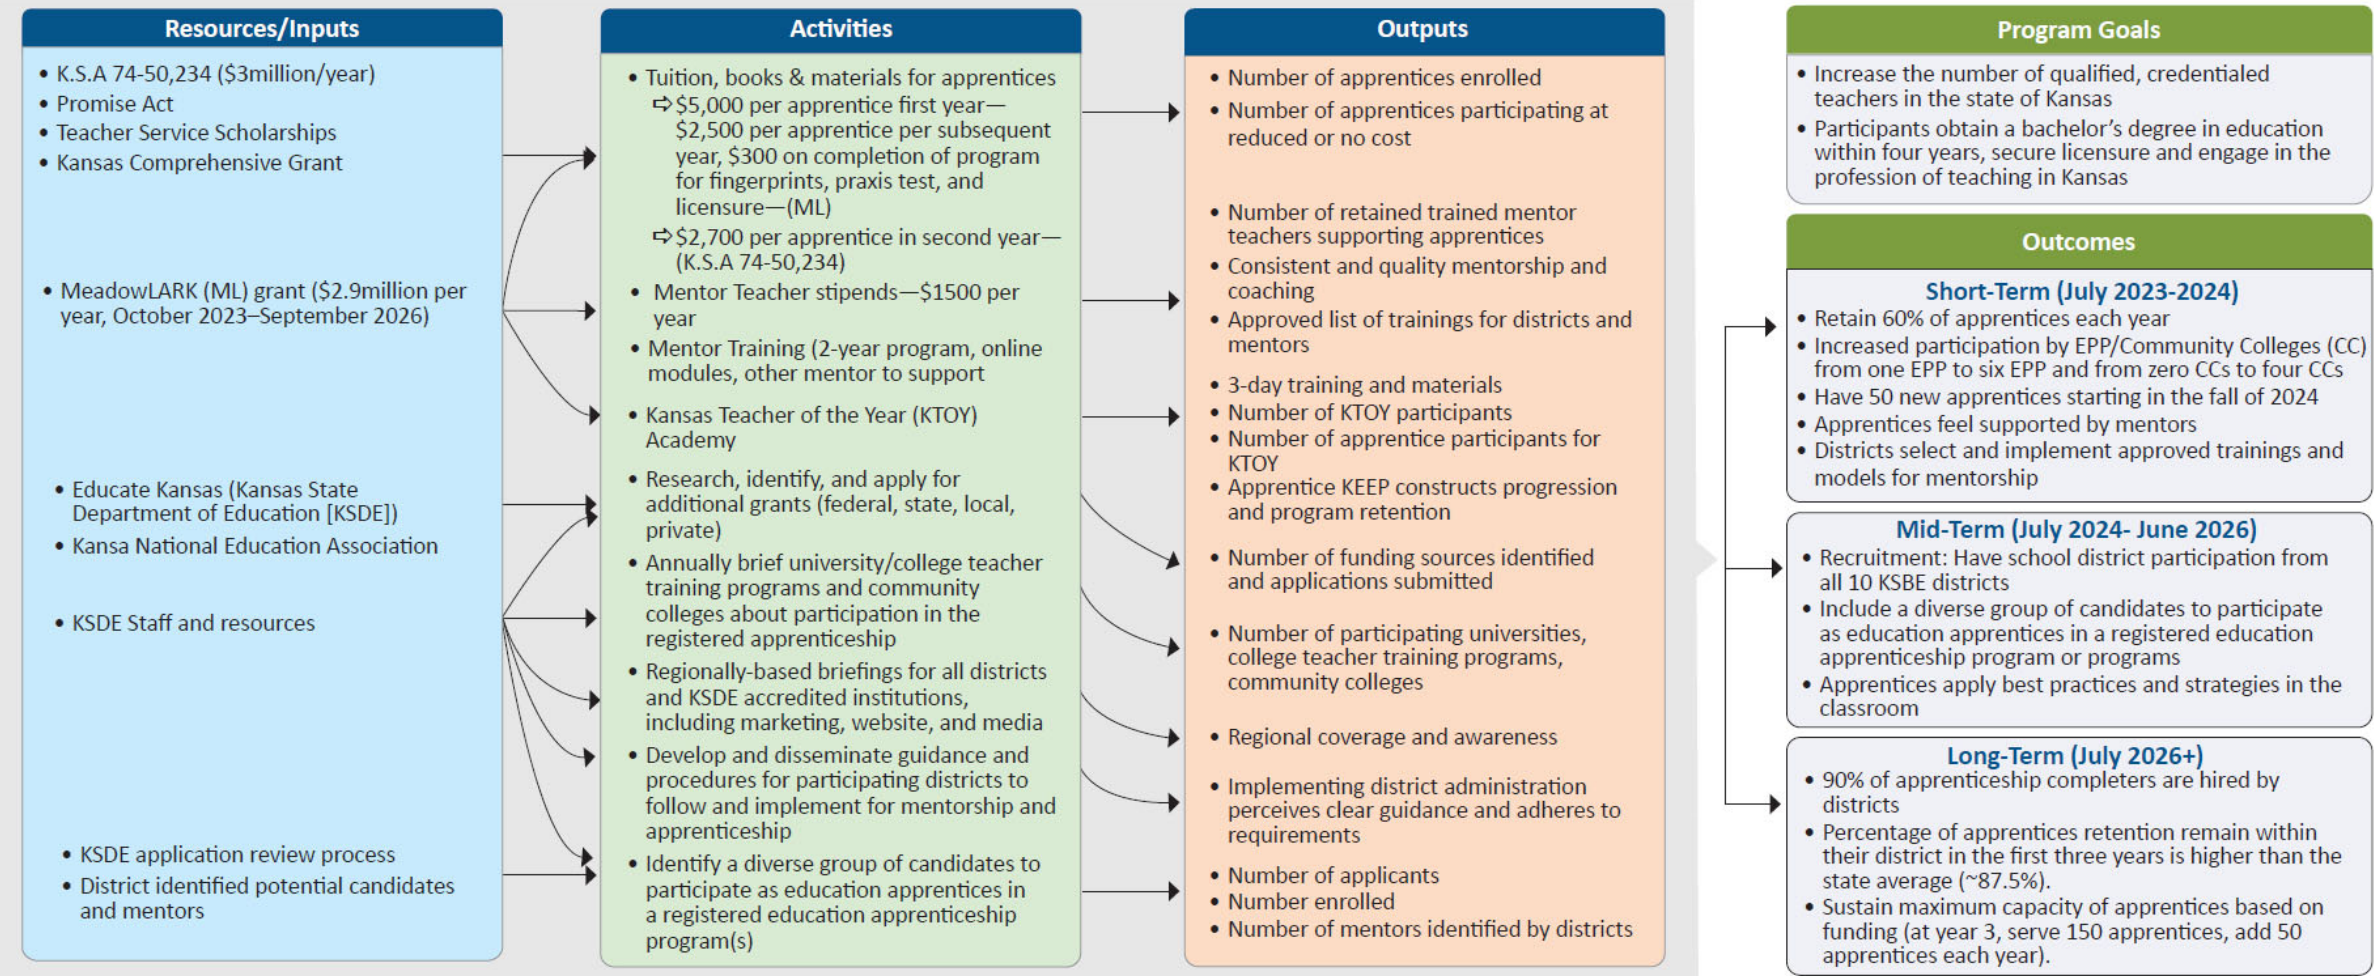 Resources/Inputs
• K.S.A 74-50,234 ($3million/year)
• Promise Act
• Teacher Service Scholarships
• Kansas Comprehensive Grant
• MeadowLARK (ML) grant ($2.9million per
year, October 2023–September 2026)
• Educate Kansas (Kansas State
Department of Education [KSDE])
• Kansa National Education Association
• KSDE Staff and resources
• KSDE application review process
• District identified potential candidates
and mentors
Activities
• Tuition, books & materials for apprentices
⇨$5,000 per apprentice first year—
$2,500 per apprentice per subsequent
year, $300 on completion of program
for fingerprints, praxis test, and
licensure—(ML)
⇨$2,700 per apprentice in second year—
(K.S.A 74-50,234)
• Mentor Teacher stipends—$1500 per
year
• Mentor Training (2-year program, online
modules, other mentor to support
• Kansas Teacher of the Year (KTOY)
Academy
• Research, identify, and apply for
additional grants (federal, state, local,
private)
• Annually brief university/college teacher
training programs and community
colleges about participation in the
registered apprenticeship
• Regionally-based briefings for all districts
and KSDE accredited institutions,
including marketing, website, and media
• Develop and disseminate guidance and
procedures for participating districts to
follow and implement for mentorship and
apprenticeship
• Identify a diverse group of candidates to
participate as education apprentices in
a registered education apprenticeship
program(s)
Outputs
• Number of apprentices enrolled
• Number of apprentices participating at
reduced or no cost
• Number of retained trained mentor
teachers supporting apprentices
• Consistent and quality mentorship and
coaching
• Approved list of trainings for districts and
mentors
• 3-day training and materials
• Number of KTOY participants
• Number of apprentice participants for
KTOY
• Apprentice KEEP constructs progression
and program retention
• Number of funding sources identified
and applications submitted
• Number of participating universities,
college teacher training programs,
community colleges
• Regional coverage and awareness
• Implementing district administration
perceives clear guidance and adheres to
requirements
• Number of applicants
• Number enrolled
• Number of mentors identified by districts
Program Goals
• Increase the number of qualified, credentialed
teachers in the state of Kansas
• Participants obtain a bachelor’s degree in education
within four years, secure licensure and engage in the
profession of teaching in Kansas
Outcomes
Short-Term (July 2023-2024)
• Retain 60% of apprentices each year
• Increased participation by EPP/Community Colleges (CC)
from one EPP to six EPP and from zero CCs to four CCs
• Have 50 new apprentices starting in the fall of 2024
• Apprentices feel supported by mentors
• Districts select and implement approved trainings and
models for mentorship
Mid-Term (July 2024- June 2026)
• Recruitment: Have school district participation from
all 10 KSBE districts
• Include a diverse group of candidates to participate
as education apprentices in a registered education
apprenticeship program or programs
• Apprentices apply best practices and strategies in the
classroom
Long-Term (July 2026+)
• 90% of apprenticeship completers are hired by
districts
• Percentage of apprentices retention remain within
their district in the first three years is higher than the
state average (~87.5%).
• Sustain maximum capacity of apprentices based on
funding (at year 3, serve 150 apprentices, add 50
apprentices each year).